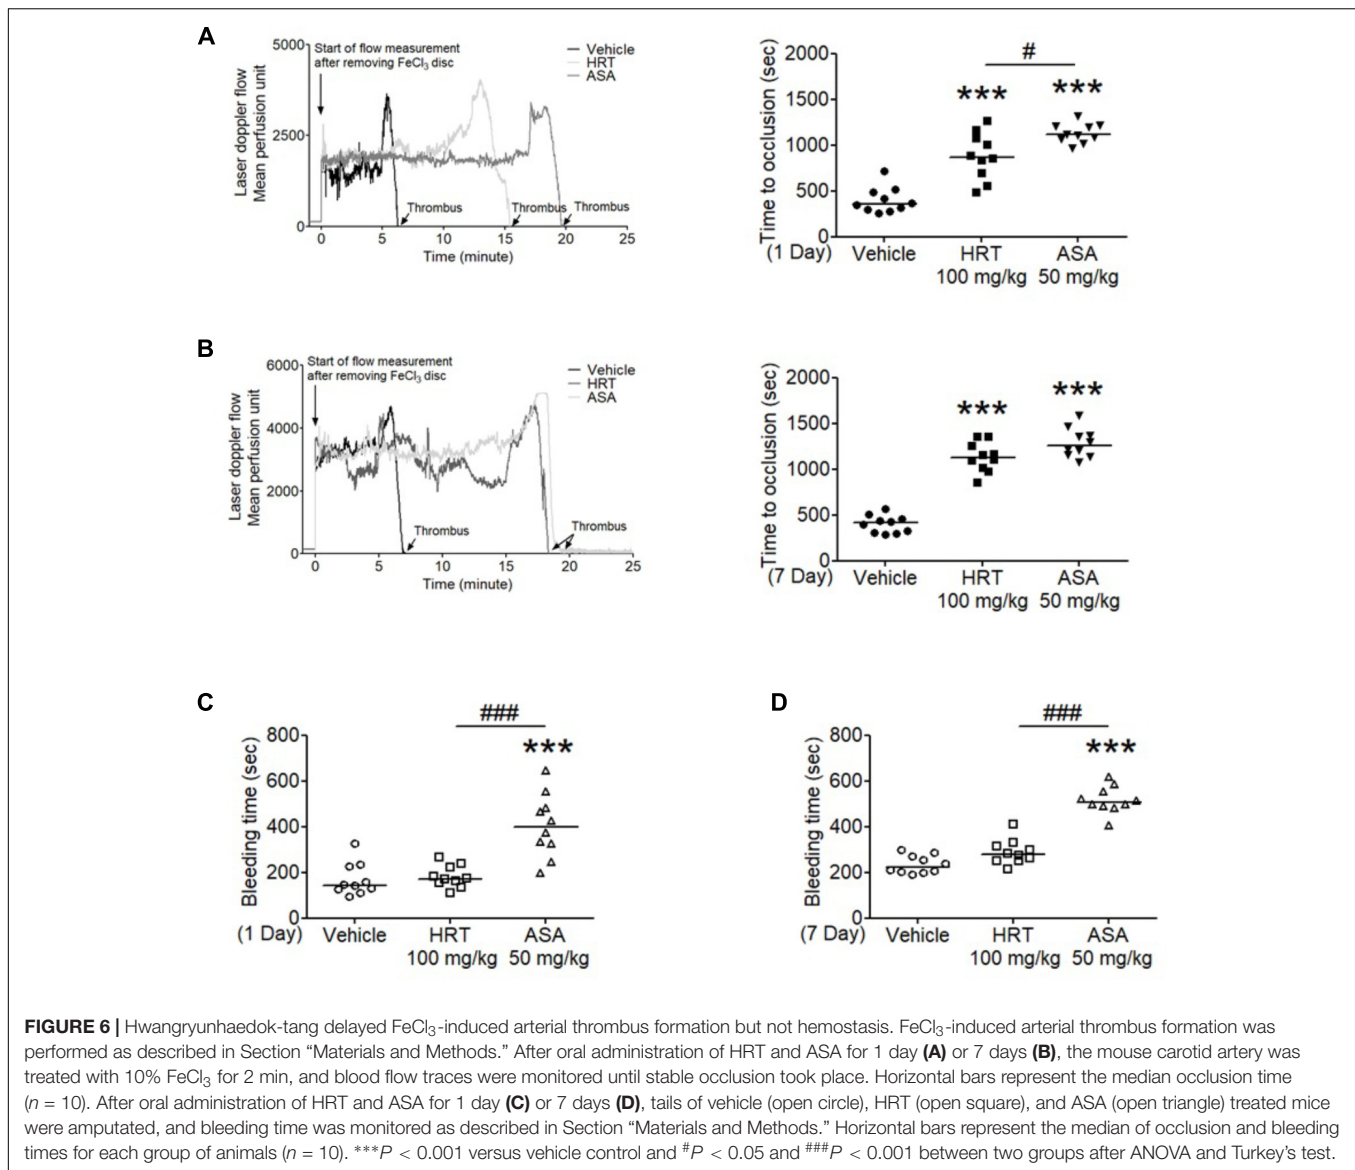 A
5000
2500
0
Laser doppler flow
Mean perfusion unit
Start of flow measurement
after removing FeCl₃ disc
Vehicle
HRT
ASA
Thrombus
Thrombus
Thrombus
0 5 10 15 20 25
Time (minute)
Time to occlusion (sec)
2000
1500
1000
500
0
#
***
***
(1 Day)
Vehicle
HRT
100 mg/kg
ASA
50 mg/kg
B
6000
4000
2000
0
Laser doppler flow
Mean perfusion unit
Start of flow measurement
after removing FeCl₃ disc
Vehicle
HRT
ASA
Thrombus
Thrombus
0 5 10 15 20 25
Time (minute)
Time to occlusion (sec)
2000
1500
1000
500
0
***
***
(7 Day)
Vehicle
HRT
100 mg/kg
ASA
50 mg/kg
C
Bleeding time (sec)
800
600
400
200
0
###
***
(1 Day)
Vehicle
HRT
100 mg/kg
ASA
50 mg/kg
D
Bleeding time (sec)
800
600
400
200
0
###
***
(7 Day)
Vehicle
HRT
100 mg/kg
ASA
50 mg/kg
FIGURE 6 | Hwangryunhaedok-tang delayed FeCl₃-induced arterial thrombus formation but not hemostasis. FeCl₃-induced arterial thrombus formation was
performed as described in Section “Materials and Methods.” After oral administration of HRT and ASA for 1 day (A) or 7 days (B), the mouse carotid artery was
treated with 10% FeCl₃ for 2 min, and blood flow traces were monitored until stable occlusion took place. Horizontal bars represent the median occlusion time
(n = 10). After oral administration of HRT and ASA for 1 day (C) or 7 days (D), tails of vehicle (open circle), HRT (open square), and ASA (open triangle) treated mice
were amputated, and bleeding time was monitored as described in Section “Materials and Methods.” Horizontal bars represent the median of occlusion and bleeding
times for each group of animals (n = 10). ***P < 0.001 versus vehicle control and #P < 0.05 and ###P < 0.001 between two groups after ANOVA and Turkey’s test.